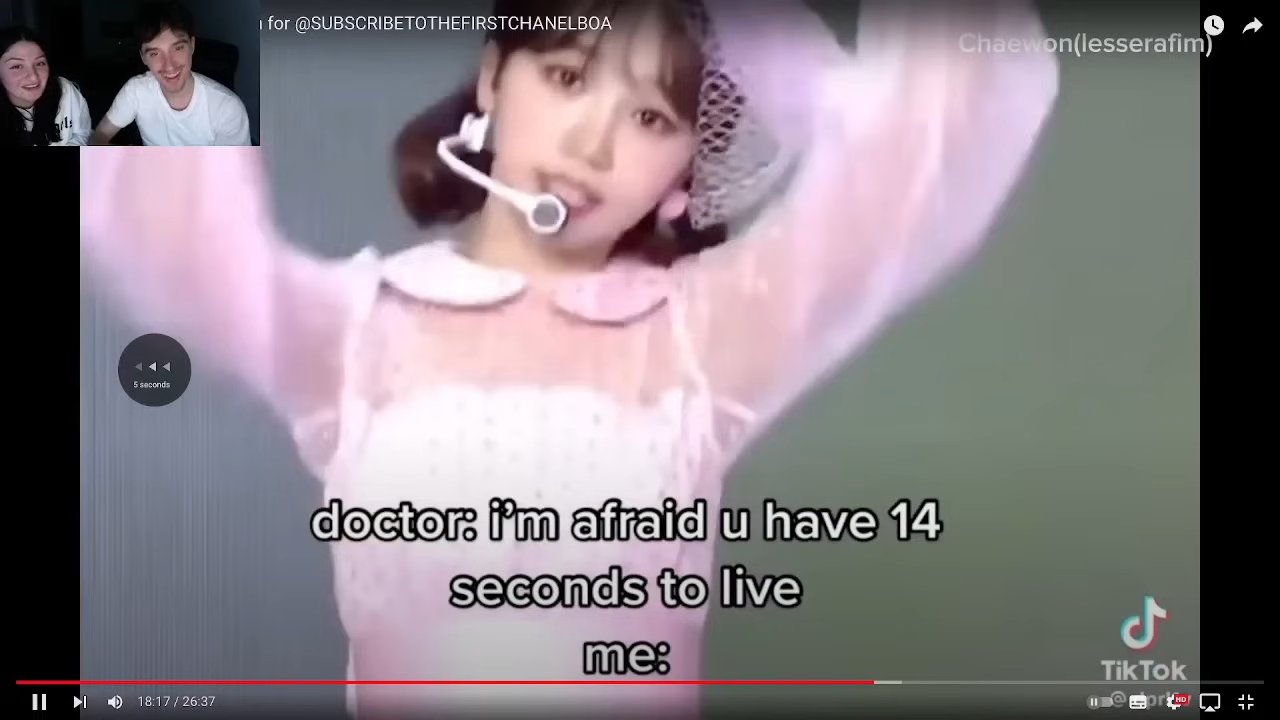 for @SUBSCRIBETOTHEFIRSTCHANELBOA
Chaewon(lesserafim)
5 seconds
doctor: i'm afraid u have 14
seconds to live
me:
TikTok
18:17 / 26:37
HD